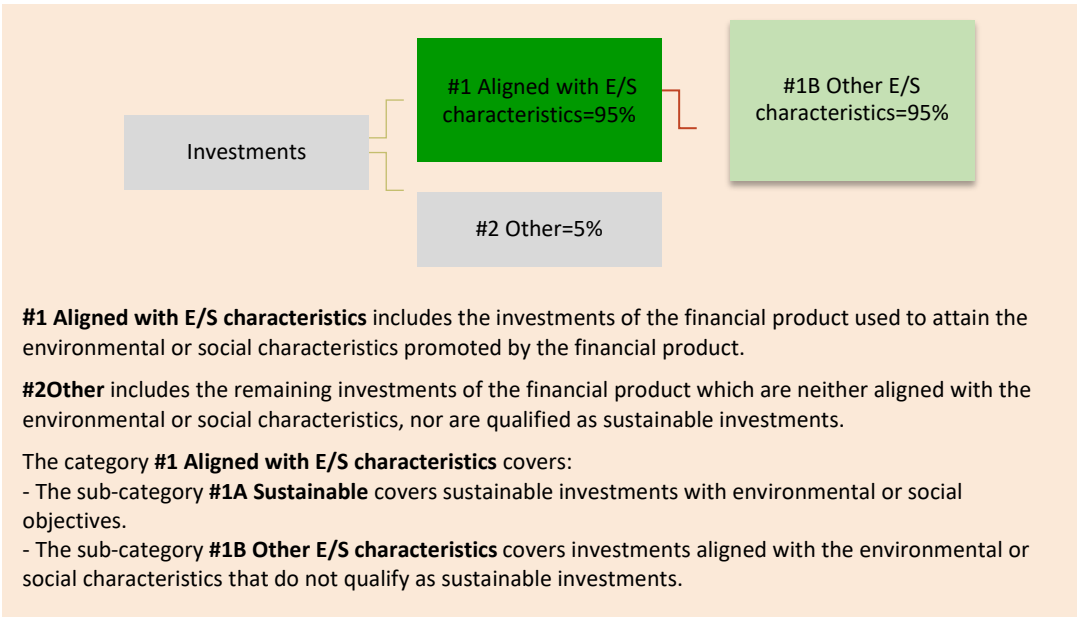 #1 Aligned with E/S
characteristics=95%
#1B Other E/S
characteristics=95%
Investments
#2 Other=5%
#1 Aligned with E/S characteristics includes the investments of the financial product used to attain the
environmental or social characteristics promoted by the financial product.
#2Other includes the remaining investments of the financial product which are neither aligned with the
environmental or social characteristics, nor are qualified as sustainable investments.
The category #1 Aligned with E/S characteristics covers:
- The sub-category #1A Sustainable covers sustainable investments with environmental or social
objectives.
- The sub-category #1B Other E/S characteristics covers investments aligned with the environmental or
social characteristics that do not qualify as sustainable investments.